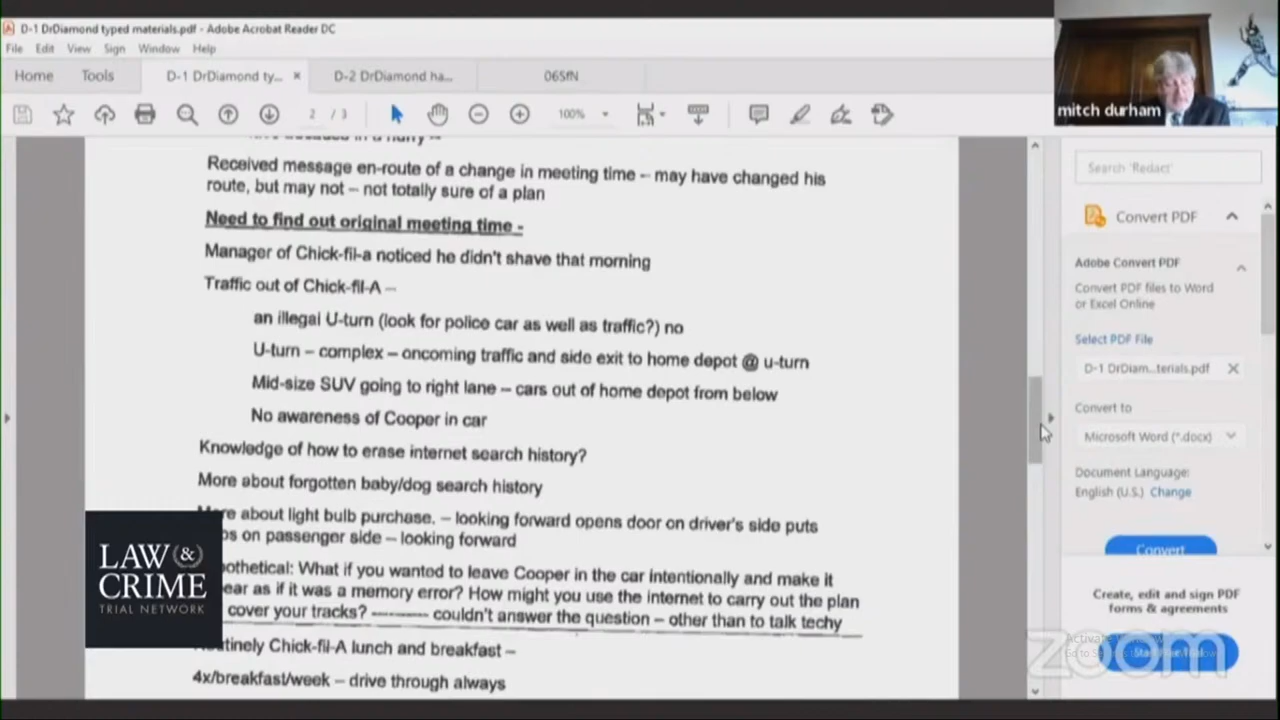 D-1 DrDiamond typed materials.pdf - Adobe Acrobat Reader DC
File Edit View Sign Window Help
Home Tools D-1 DrDiamond ty... × D-2 DrDiamond ha... 06SfN
2 / 3 100%
mitch durham
Received message en-route of a change in meeting time – may have changed his
route, but may not – not totally sure of a plan
Need to find out original meeting time -
Manager of Chick-fil-a noticed he didn't shave that morning
Traffic out of Chick-fil-A –
an illegal U-turn (look for police car as well as traffic?) no
U-turn – complex – oncoming traffic and side exit to home depot @ u-turn
Mid-size SUV going to right lane – cars out of home depot from below
No awareness of Cooper in car
Knowledge of how to erase internet search history?
More about forgotten baby/dog search history
More about light bulb purchase. – looking forward opens door on driver's side puts
on passenger side – looking forward
What if you wanted to leave Cooper in the car intentionally and make it
as if it was a memory error? How might you use the internet to carry out the plan
cover your tracks? ---------- couldn't answer the question – other than to talk techy
Chick-fil-A lunch and breakfast –
4x/breakfast/week – drive through always
LAW &
CRIME
TRIAL NETWORK
Search 'Redact'
Convert PDF
Adobe Convert PDF
Convert PDF files to Word
or Excel Online
Select PDF File
D-1 DrDiam...terials.pdf ×
Convert to
Microsoft Word (*.docx)
Document Language:
English (U.S.) Change
Convert
Create, edit and sign PDF
forms & agreements
zoom